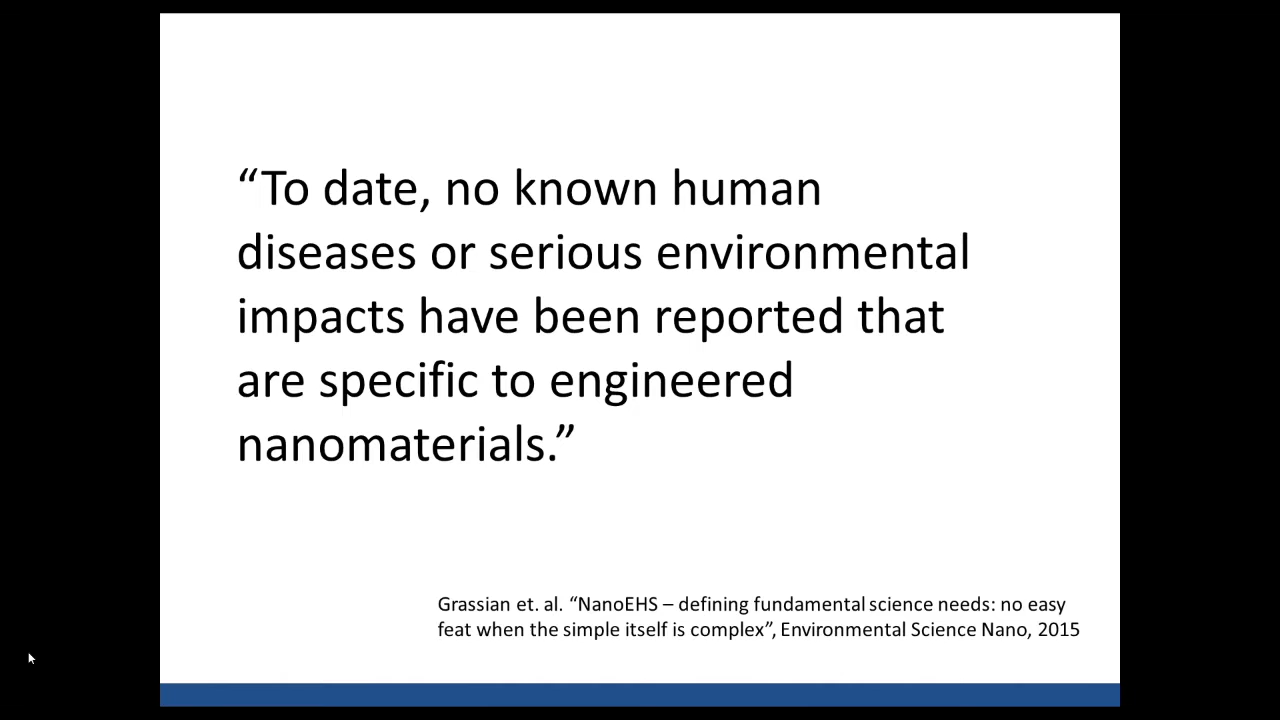 “To date, no known human
diseases or serious environmental
impacts have been reported that
are specific to engineered
nanomaterials.”
Grassian et. al. “NanoEHS – defining fundamental science needs: no easy
feat when the simple itself is complex”, Environmental Science Nano, 2015